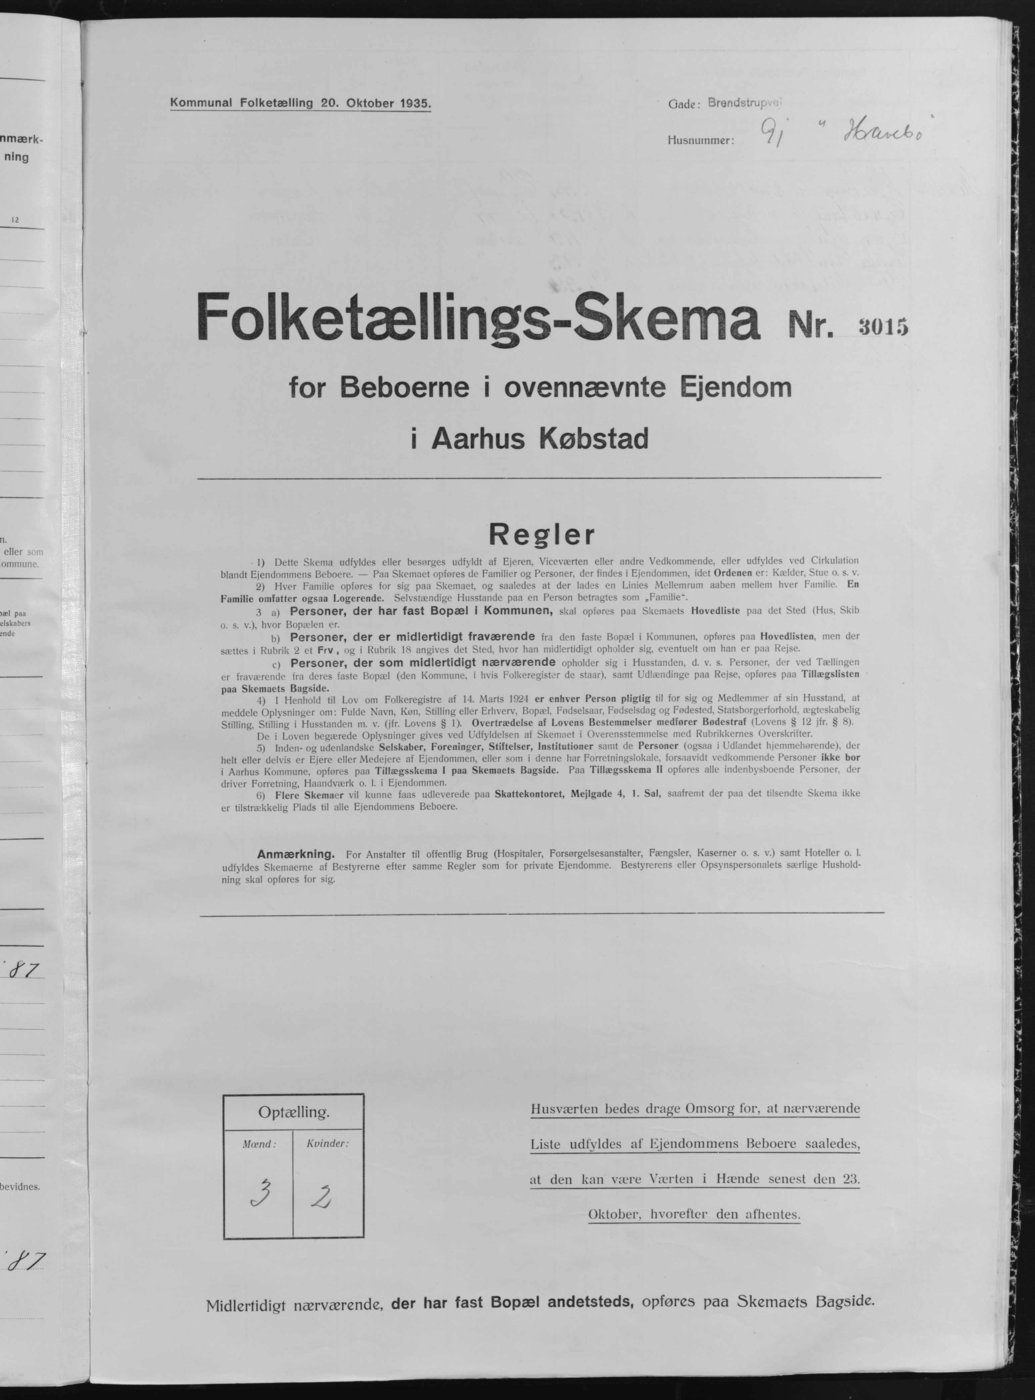 nmærk-
ning
12
n.
eller som
ommune.
pæl paa
elskabers
ende
87
bevidnes.
87
Kommunal Folketælling 20. Oktober 1935.
Gade: Brendstrupvej
Husnummer: 9j "Havebo"
Folketællings-Skema Nr. 3015
for Beboerne i ovennævnte Ejendom
i Aarhus Købstad
Regler
1) Dette Skema udfyldes eller besørges udfyldt af Ejeren, Viceværten eller andre Vedkommende, eller udfyldes ved Cirkulation
blandt Ejendommens Beboere. — Paa Skemaet opføres de Familier og Personer, der findes i Ejendommen, idet Ordenen er: Kælder, Stue o. s. v.
2) Hver Familie opføres for sig paa Skemaet, og saaledes at der lades en Linies Mellemrum aaben mellem hver Familie. En
Familie omfatter ogsaa Logerende. Selvstændige Husstande paa en Person betragtes som „Familie“.
3 a) Personer, der har fast Bopæl i Kommunen, skal opføres paa Skemaets Hovedliste paa det Sted (Hus, Skib
o. s. v.), hvor Bopælen er.
b) Personer, der er midlertidigt fraværende fra den faste Bopæl i Kommunen, opføres paa Hovedlisten, men der
sættes i Rubrik 2 et Frv., og i Rubrik 18 angives det Sted, hvor han midlertidigt opholder sig, eventuelt om han er paa Rejse.
c) Personer, der som midlertidigt nærværende opholder sig i Husstanden, d. v. s. Personer, der ved Tællingen
er fraværende fra deres faste Bopæl (den Kommune, i hvis Folkeregister de staar), samt Udlændinge paa Rejse, opføres paa Tillægslisten
paa Skemaets Bagside.
4) I Henhold til Lov om Folkeregistre af 14. Marts 1924 er enhver Person pligtig til for sig og Medlemmer af sin Husstand, at
meddele Oplysninger om: Fulde Navn, Køn, Stilling eller Erhverv, Bopæl, Fødselsaar, Fødselsdag og Fødested, Statsborgerforhold, ægteskabelig
Stilling, Stilling i Husstanden m. v. (jfr. Lovens § 1). Overtrædelse af Lovens Bestemmelser medfører Bødestraf (Lovens § 12 jfr. § 8).
De i Loven begærede Oplysninger gives ved Udfyldelsen af Skemaet i Overensstemmelse med Rubrikkernes Overskrifter.
5) Inden- og udenlandske Selskaber, Foreninger, Stiftelser, Institutioner samt de Personer (ogsaa i Udlandet hjemmehørende), der
helt eller delvis er Ejere eller Medejere af Ejendommen, eller som i denne har Forretningslokale, forsaavidt vedkommende Personer ikke bor
i Aarhus Kommune, opføres paa Tillægsskema I paa Skemaets Bagside. Paa Tillægsskema II opføres alle indenbysboende Personer, der
driver Forretning, Haandværk o. l. i Ejendommen.
6) Flere Skemaer vil kunne faas udleverede paa Skattekontoret, Mejlgade 4, 1. Sal, saafremt der paa det tilsendte Skema ikke
er tilstrækkelig Plads til alle Ejendommens Beboere.
Anmærkning. For Anstalter til offentlig Brug (Hospitaler, Forsørgelsesanstalter, Fængsler, Kaserner o. s. v.) samt Hoteller o. l.
udfyldes Skemaerne af Bestyrerne efter samme Regler som for private Ejendomme. Bestyrerens eller Opsynspersonalets særlige Hushold-
ning skal opføres for sig.
Optælling.
Mænd: Kvinder:
3 2
Husværten bedes drage Omsorg for, at nærværende
Liste udfyldes af Ejendommens Beboere saaledes,
at den kan være Værten i Hænde senest den 23.
Oktober, hvorefter den afhentes.
Midlertidigt nærværende, der har fast Bopæl andetsteds, opføres paa Skemaets Bagside.